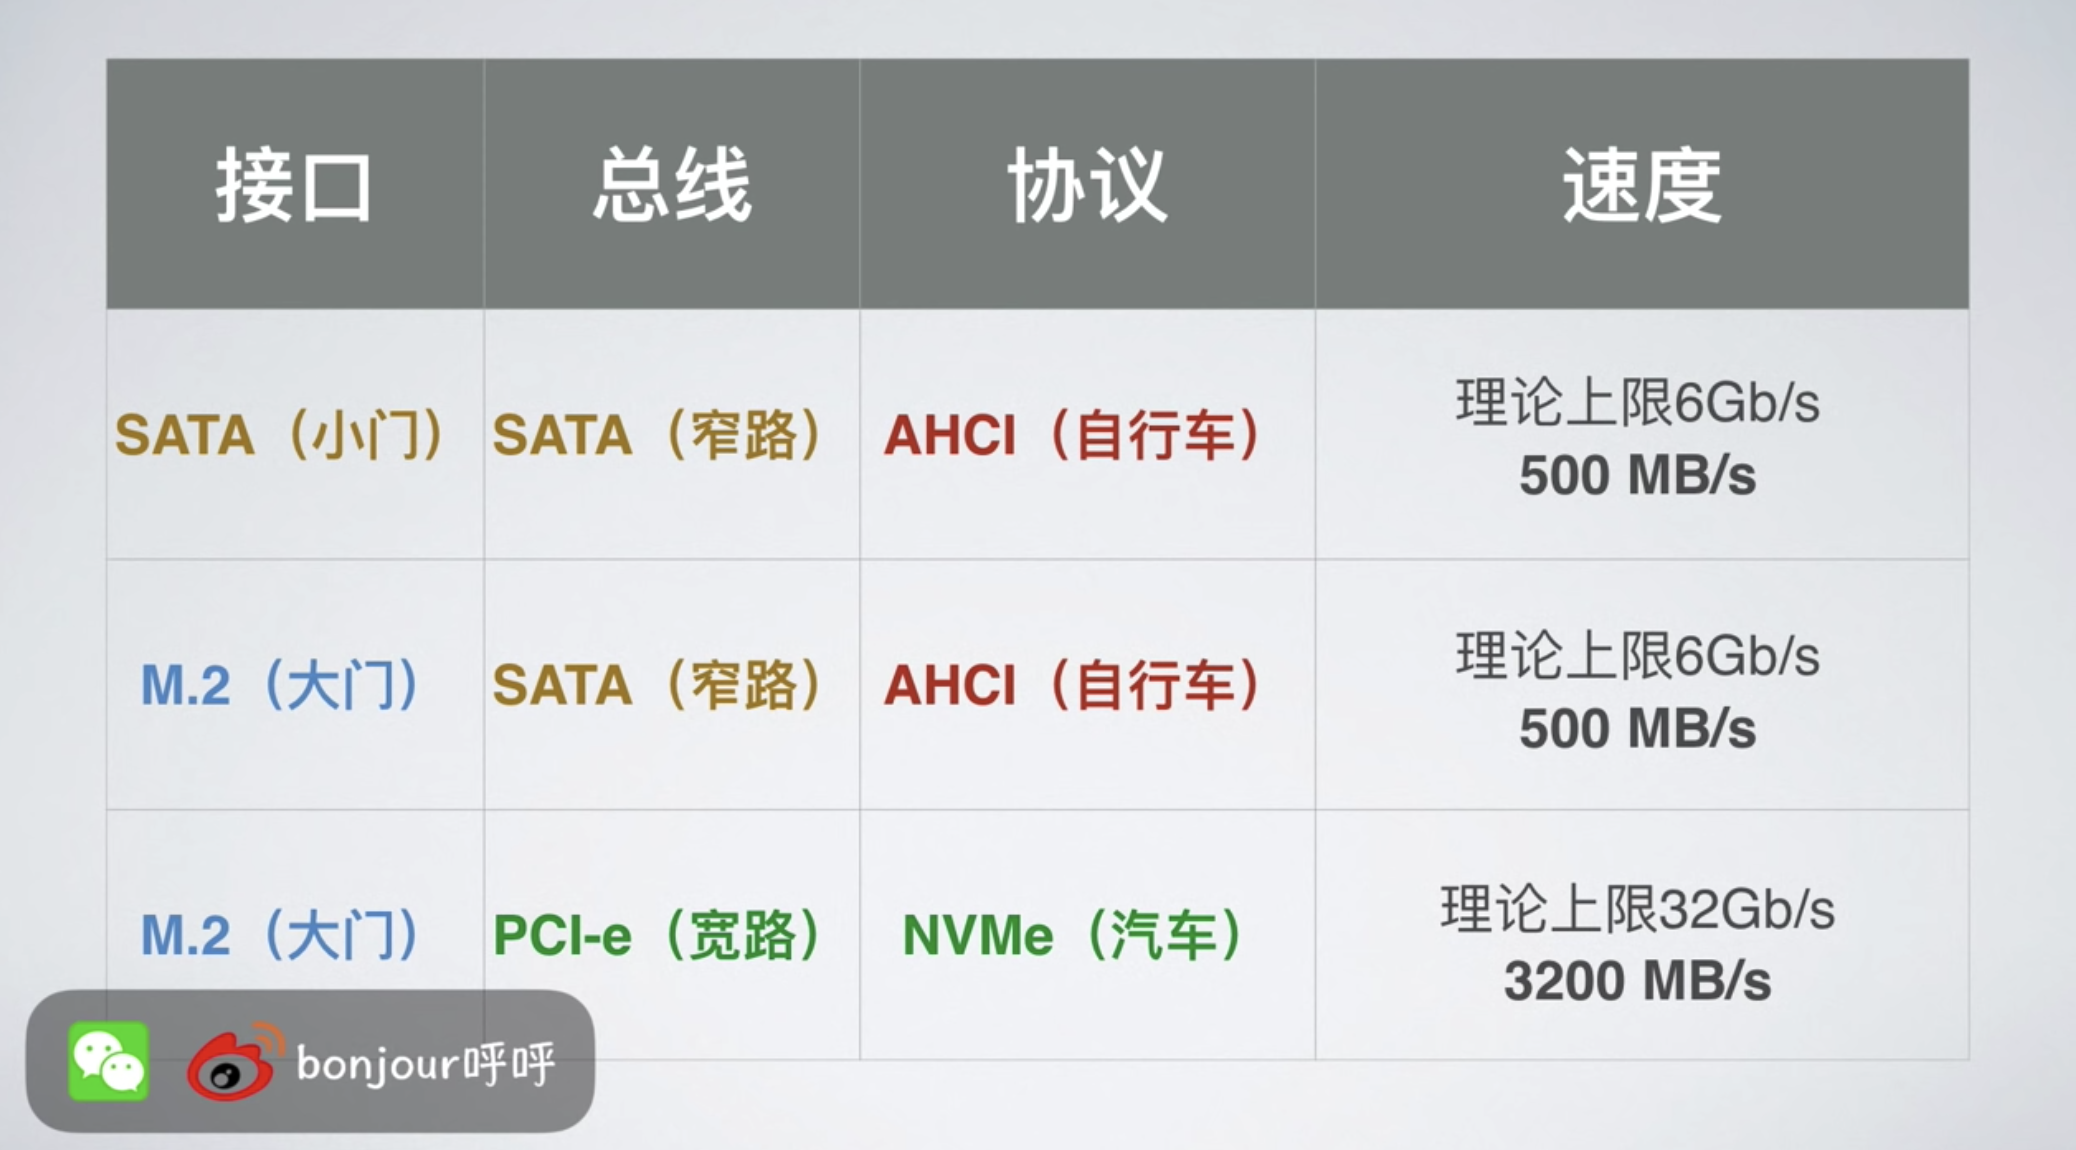 接口 总线 协议 速度
SATA（小门） SATA（窄路） AHCI（自行车） 理论上限6Gb/s
500 MB/s
M.2（大门） SATA（窄路） AHCI（自行车） 理论上限6Gb/s
500 MB/s
M.2（大门） PCI-e（宽路） NVMe（汽车） 理论上限32Gb/s
3200 MB/s
bonjour呼呼